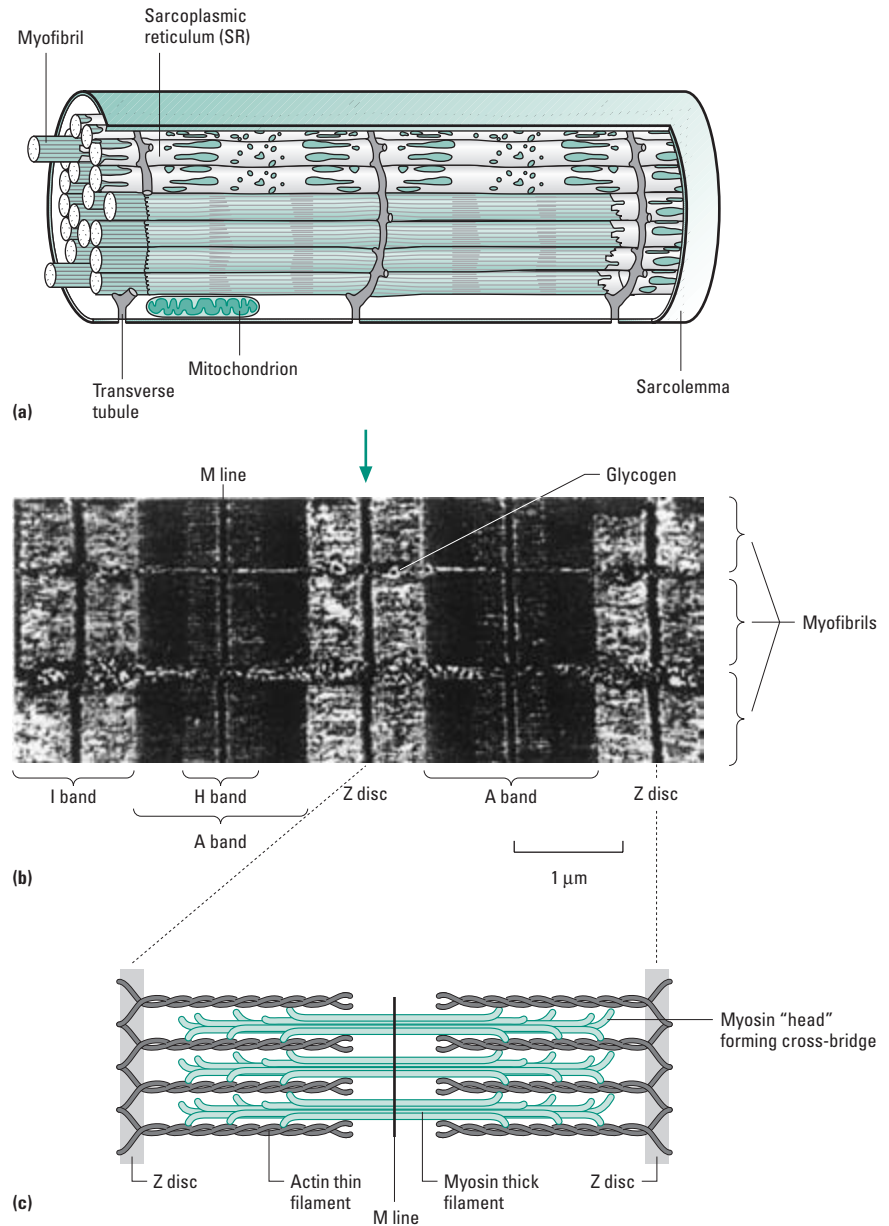 Sarcoplasmic
reticulum (SR)
Myofibril
Mitochondrion
Transverse
tubule
Sarcolemma
(a)
M line
Glycogen
Myofibrils
I band
H band
Z disc
A band
Z disc
A band
(b)
1 μm
Myosin “head”
forming cross-bridge
Z disc
Actin thin
filament
Myosin thick
filament
Z disc
M line
(c)